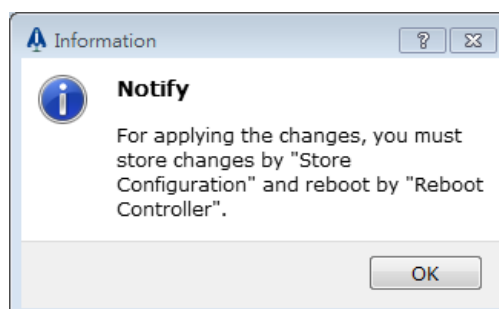 Information
Notify
For applying the changes, you must
store changes by "Store
Configuration" and reboot by "Reboot
Controller".
OK